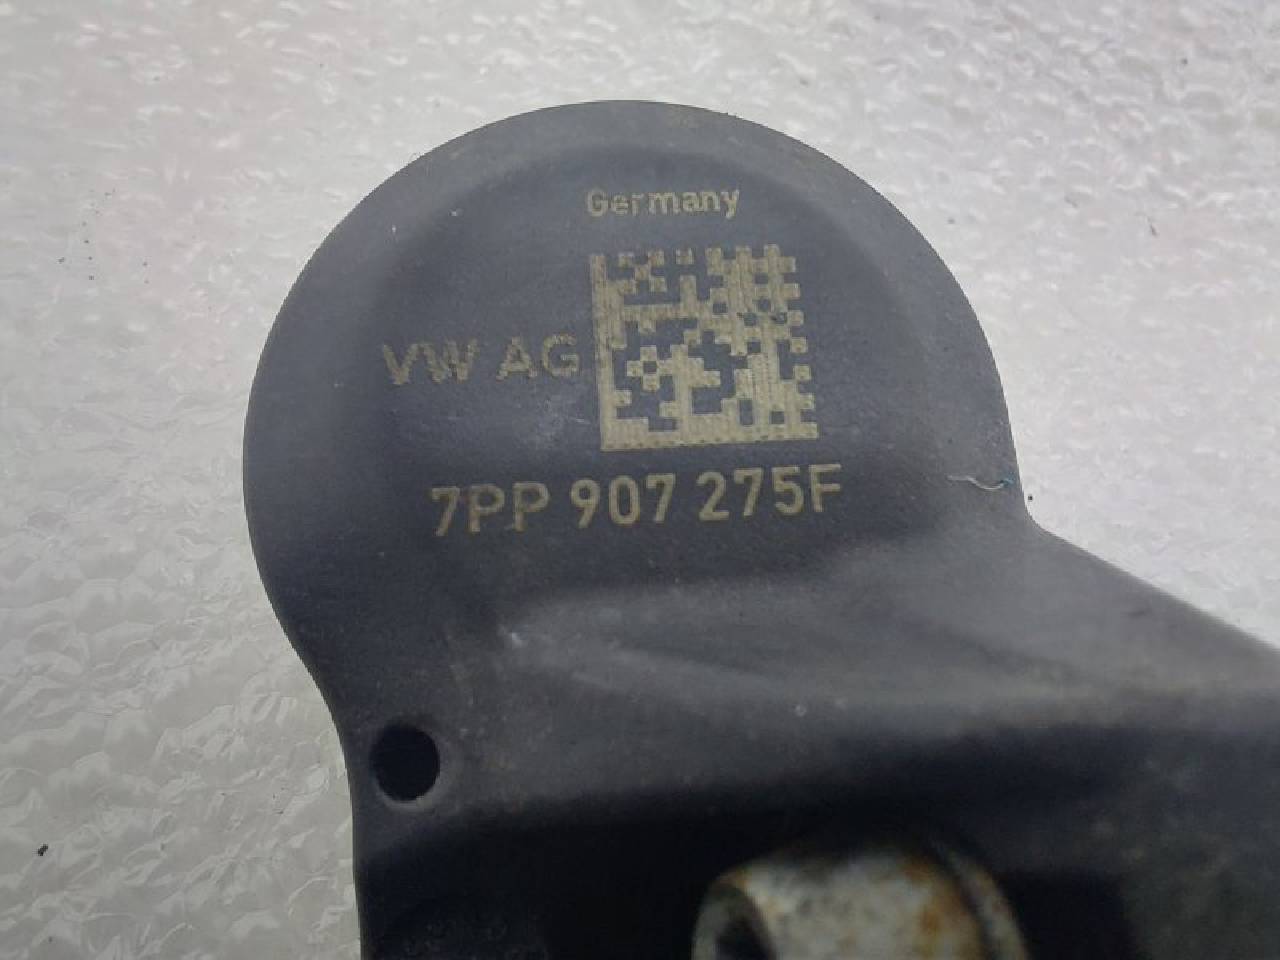 Germany
VW AG
7PP 907 275F